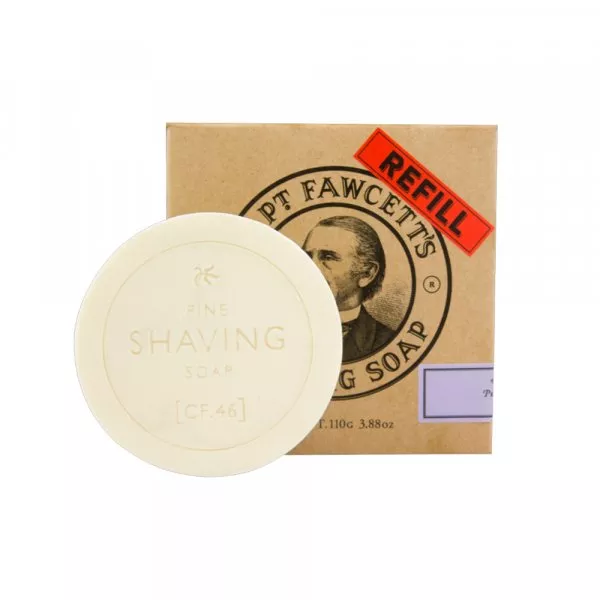 REFILL
PT. FAWCETT'S
®
G SOAP
T. 110G 3.88oz
FINE
SHAVING
SOAP
[CF.46]